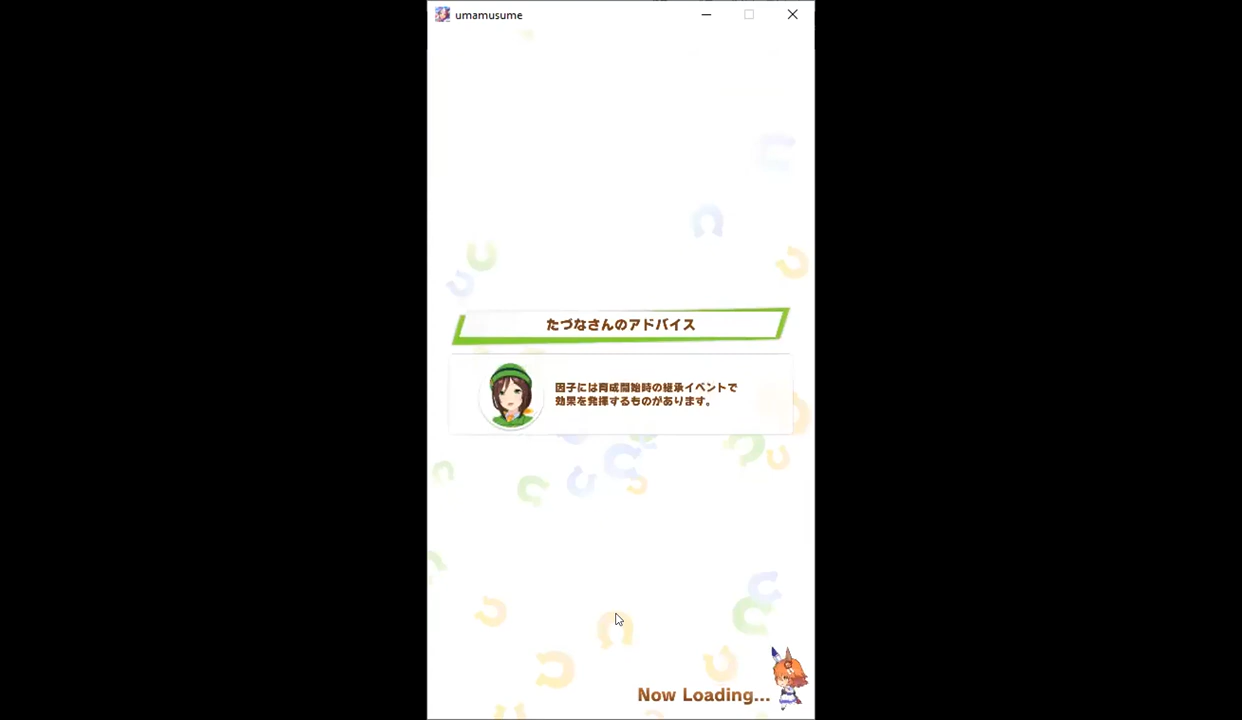 umamusume
たづなさんのアドバイス
因子には育成開始時の継承イベントで
効果を発揮するものがあります。
Now Loading...